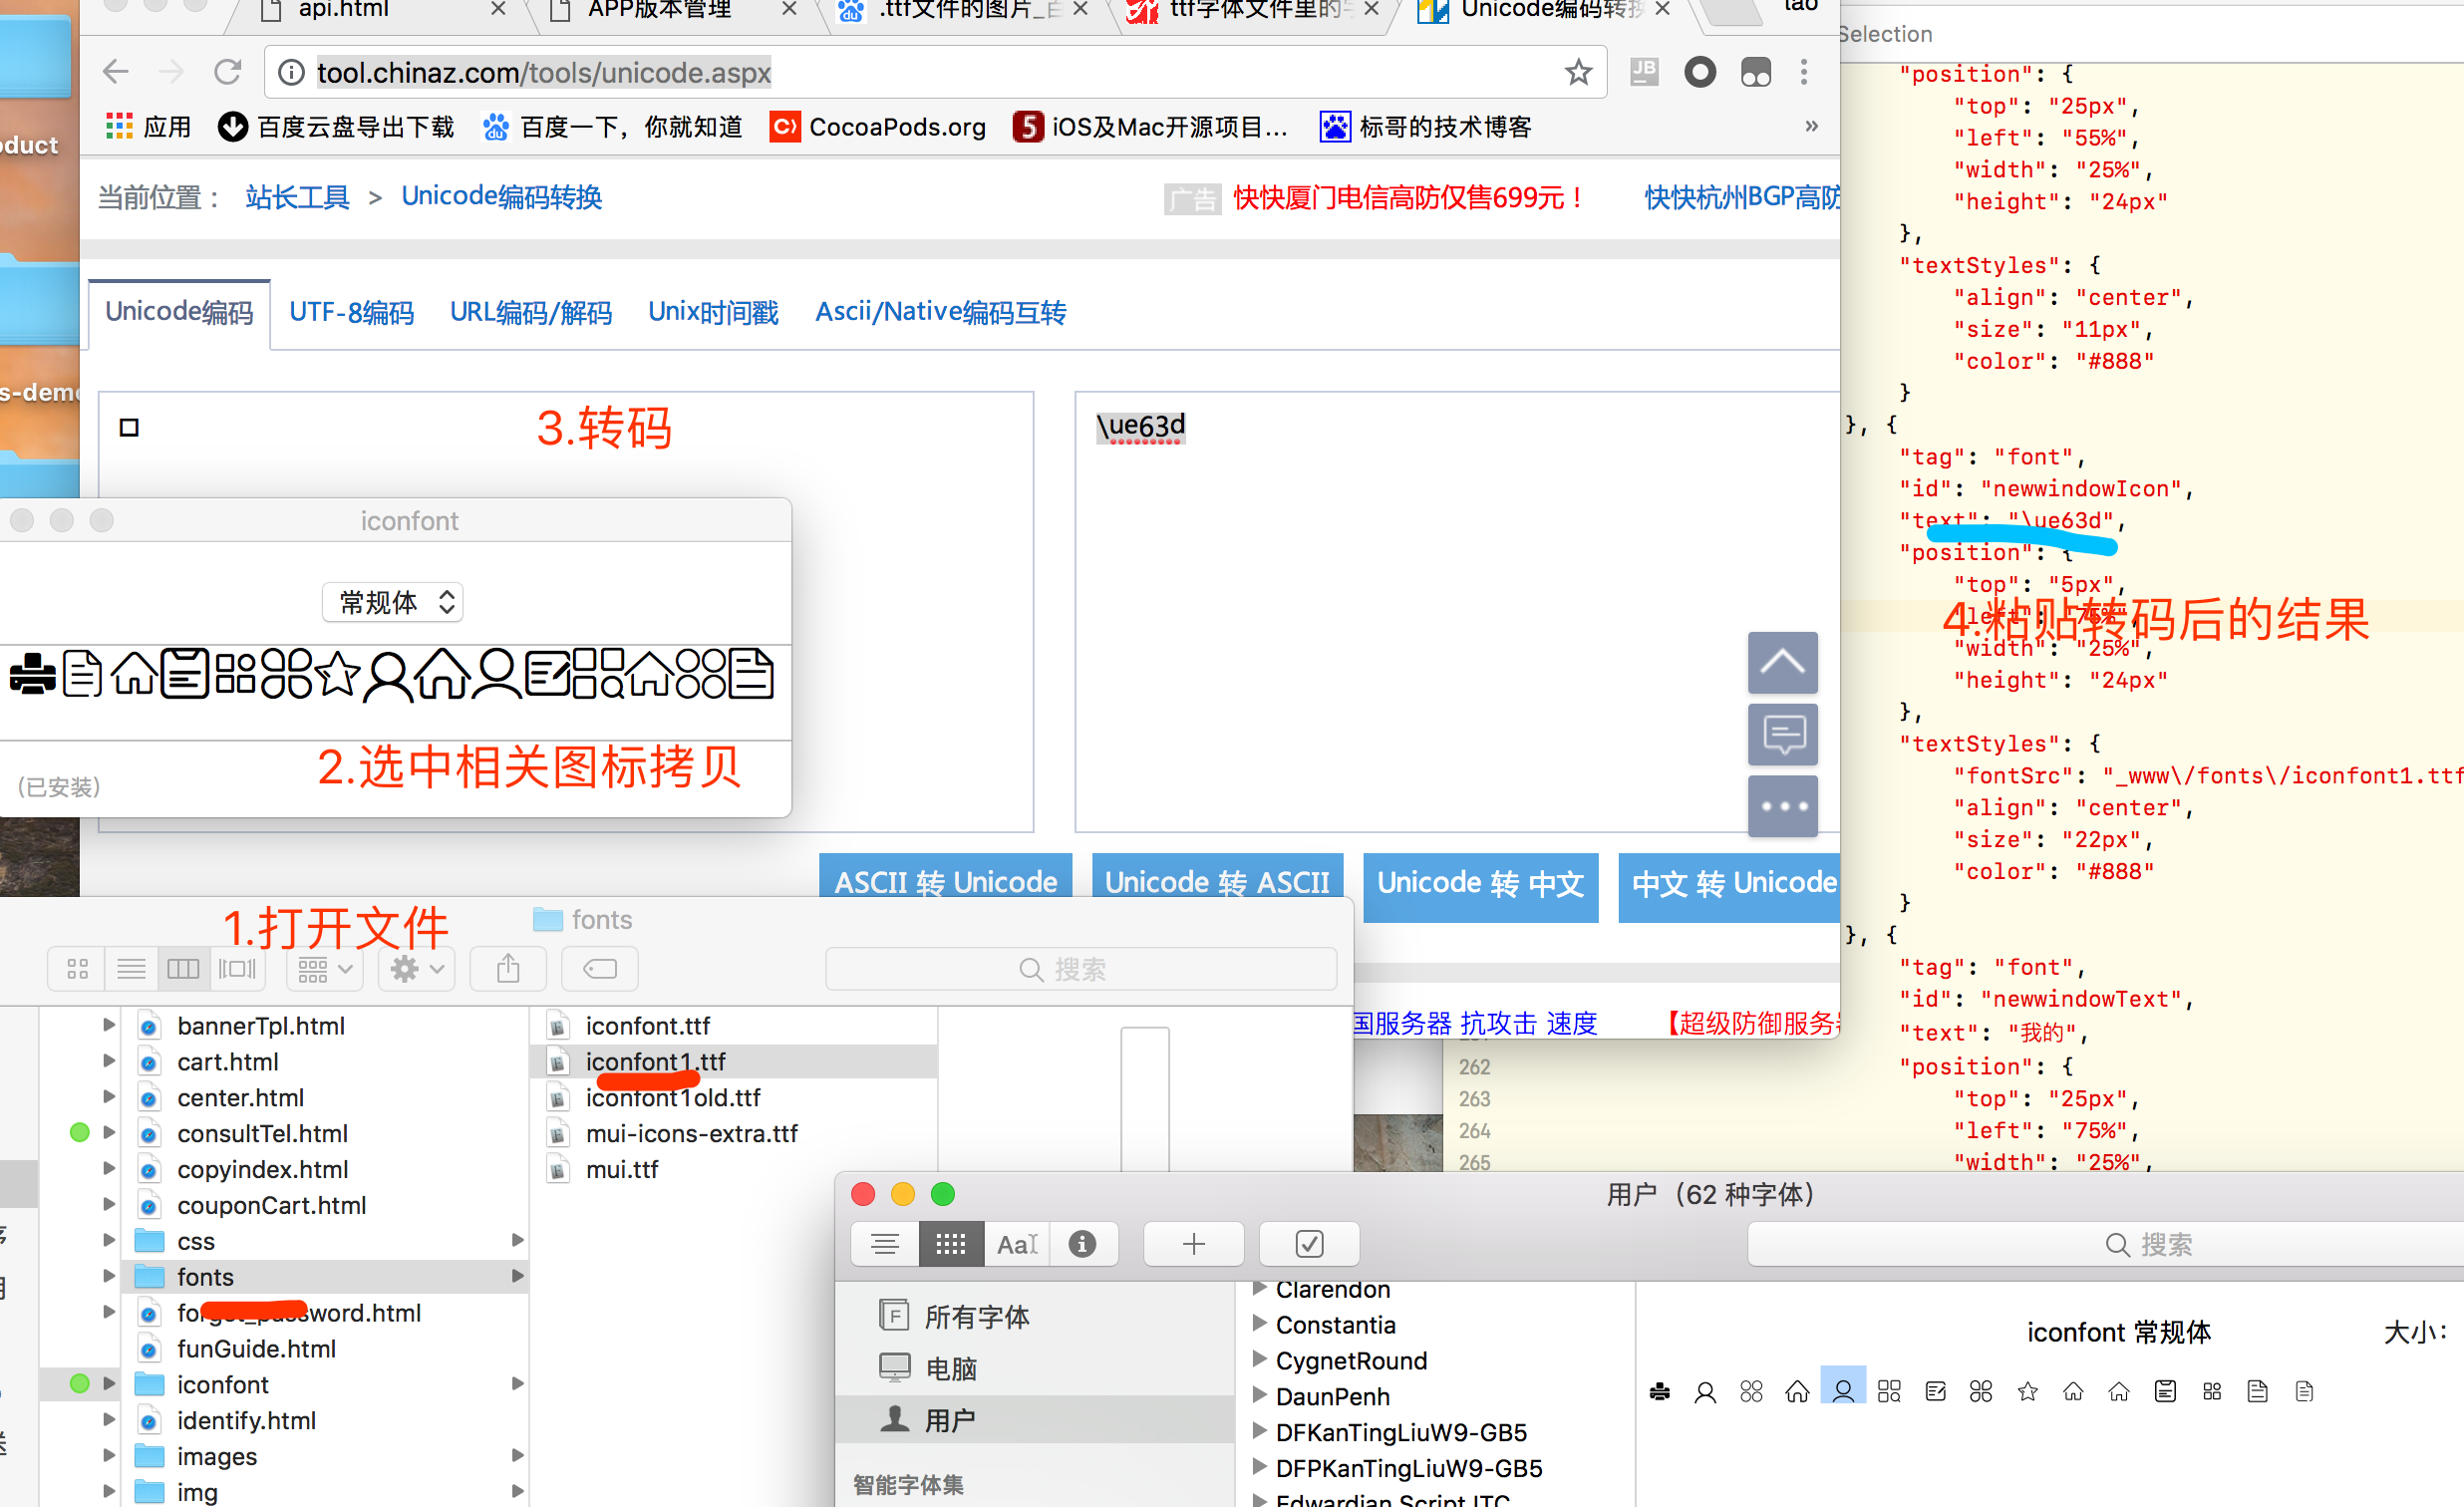 api.html
APP版本管理
.ttf文件的图片_百
ttf字体文件里的字
Unicode编码转换
tao
tool.chinaz.com/tools/unicode.aspx
JB
应用
百度云盘导出下载
百度一下，你就知道
CocoaPods.org
iOS及Mac开源项目...
标哥的技术博客
»
当前位置： 站长工具 > Unicode编码转换
广告 快快厦门电信高防仅售699元！
快快杭州BGP高防
Unicode编码
UTF-8编码
URL编码/解码
Unix时间戳
Ascii/Native编码互转
3.转码
\ue63d
iconfont
常规体
2.选中相关图标拷贝
(已安装)
ASCII 转 Unicode
Unicode 转 ASCII
Unicode 转 中文
中文 转 Unicode
国服务器 抗攻击 速度
【超级防御服务器
oduct
s-demo
Selection
"position": {
"top": "25px",
"left": "55%",
"width": "25%",
"height": "24px"
},
"textStyles": {
"align": "center",
"size": "11px",
"color": "#888"
}
}, {
"tag": "font",
"id": "newwindowIcon",
"text": "\ue63d",
"position": {
"top": "5px",
"left": "75%",
4.粘贴转码后的结果
"width": "25%",
"height": "24px"
},
"textStyles": {
"fontSrc": "_www\/fonts\/iconfont1.ttf
"align": "center",
"size": "22px",
"color": "#888"
}
}, {
"tag": "font",
"id": "newwindowText",
"text": "我的",
262 "position": {
263 "top": "25px",
264 "left": "75%",
265 "width": "25%",
1.打开文件
fonts
搜索
bannerTpl.html
cart.html
center.html
consultTel.html
copyindex.html
couponCart.html
css
fonts
forget_password.html
funGuide.html
iconfont
identify.html
images
img
iconfont.ttf
iconfont1.ttf
iconfont1old.ttf
mui-icons-extra.ttf
mui.ttf
用户（62 种字体）
Aa
搜索
所有字体
电脑
用户
智能字体集
Clarendon
Constantia
CygnetRound
DaunPenh
DFKanTingLiuW9-GB5
DFPKanTingLiuW9-GB5
Edwardian Script ITC
iconfont 常规体
大小：